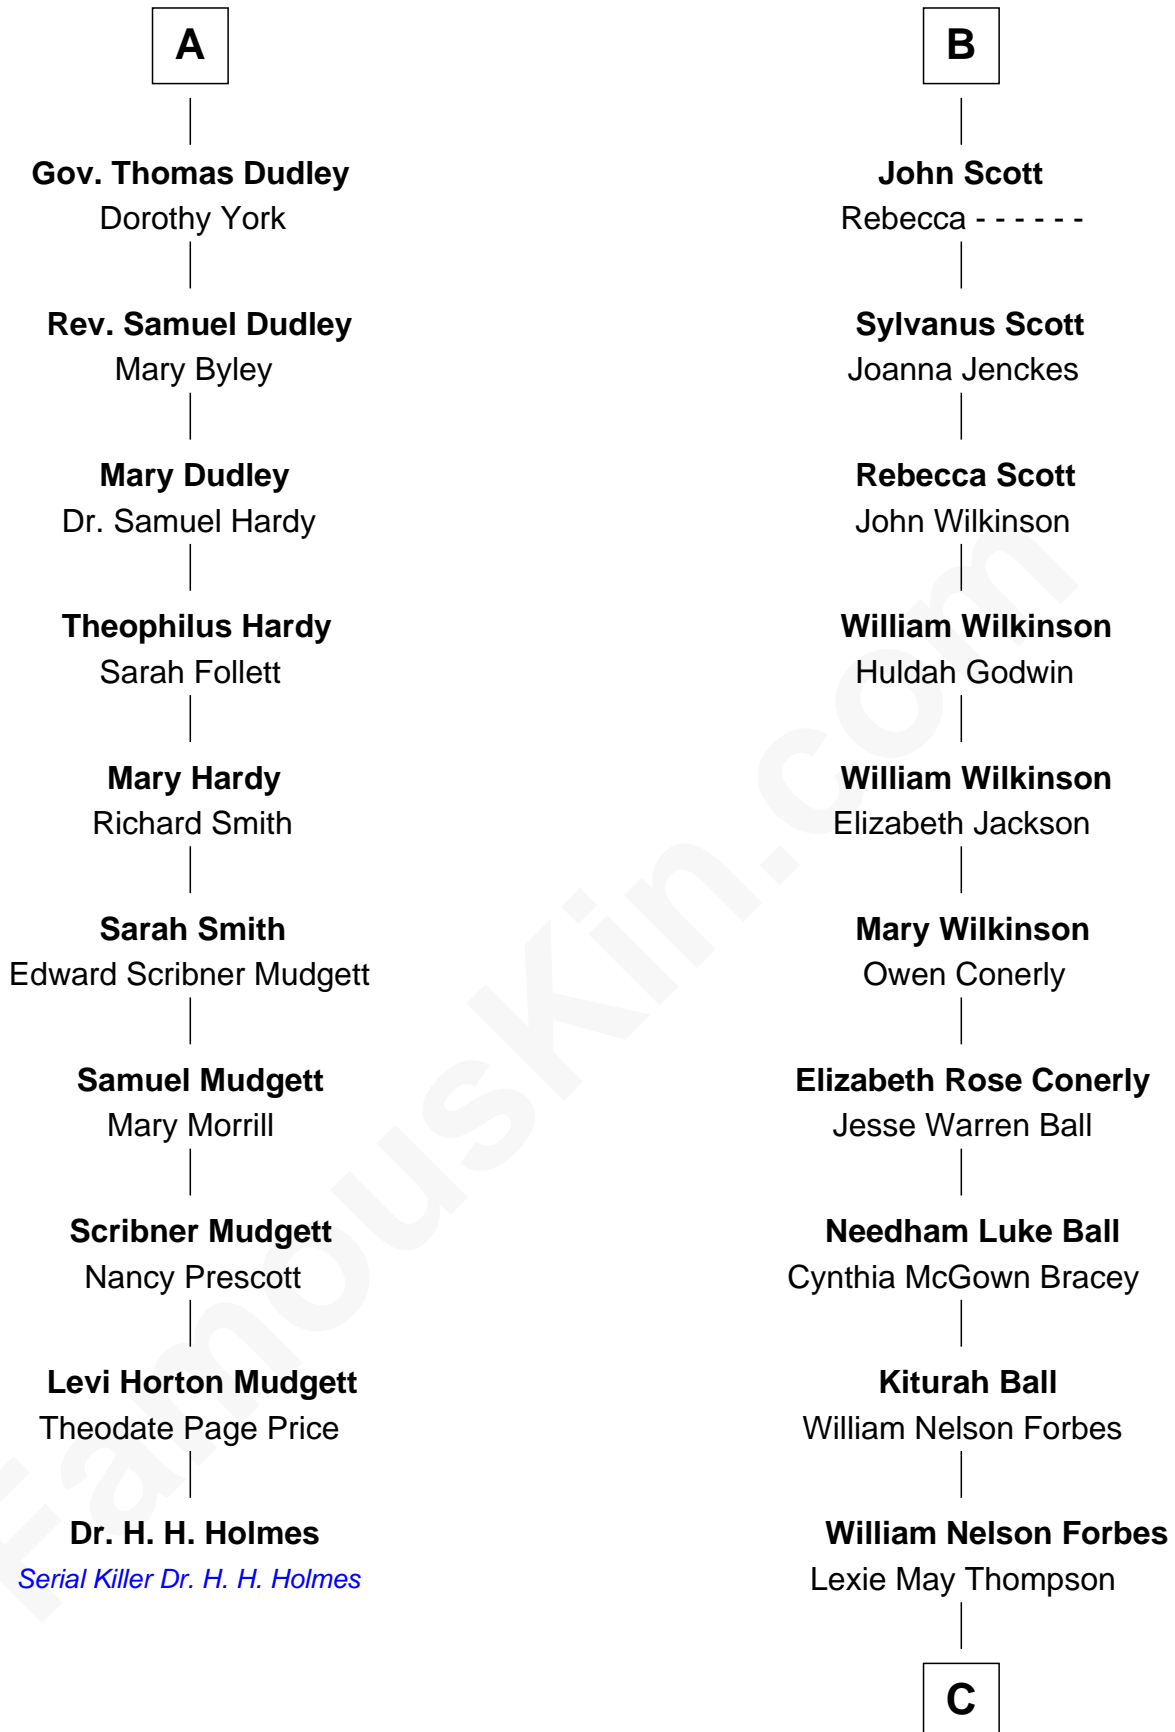 A
Gov. Thomas Dudley
Dorothy York
Rev. Samuel Dudley
Mary Byley
Mary Dudley
Dr. Samuel Hardy
Theophilus Hardy
Sarah Follett
Mary Hardy
Richard Smith
Sarah Smith
Edward Scribner Mudgett
Samuel Mudgett
Mary Morrill
Scribner Mudgett
Nancy Prescott
Levi Horton Mudgett
Theodate Page Price
Dr. H. H. Holmes
Serial Killer Dr. H. H. Holmes
B
John Scott
Rebecca - - - - - -
Sylvanus Scott
Joanna Jenckes
Rebecca Scott
John Wilkinson
William Wilkinson
Huldah Godwin
William Wilkinson
Elizabeth Jackson
Mary Wilkinson
Owen Conerly
Elizabeth Rose Conerly
Jesse Warren Ball
Needham Luke Ball
Cynthia McGown Bracey
Kiturah Ball
William Nelson Forbes
William Nelson Forbes
Lexie May Thompson
C
FamousKin.com